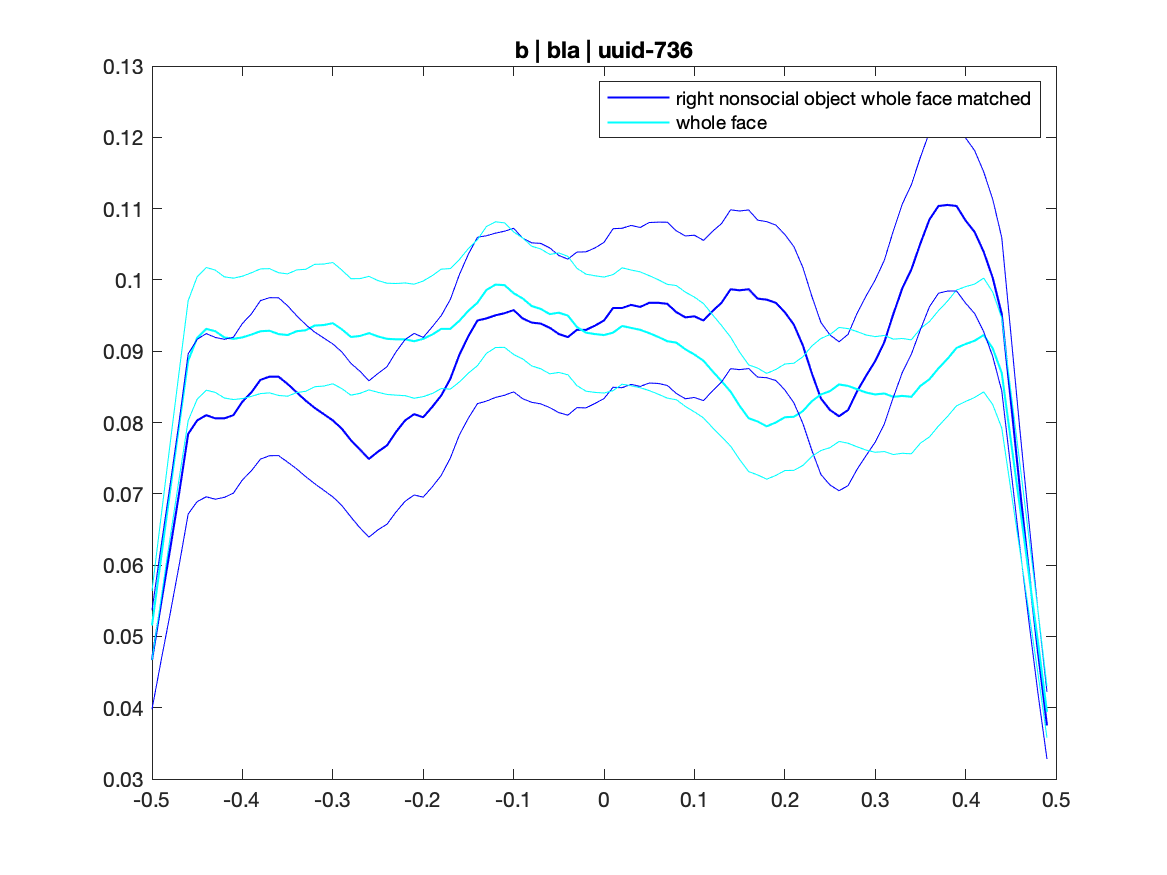 b | bla | uuid-736
right nonsocial object whole face matched
whole face
0.13
0.12
0.11
0.1
0.09
0.08
0.07
0.06
0.05
0.04
0.03
-0.5 -0.4 -0.3 -0.2 -0.1 0 0.1 0.2 0.3 0.4 0.5